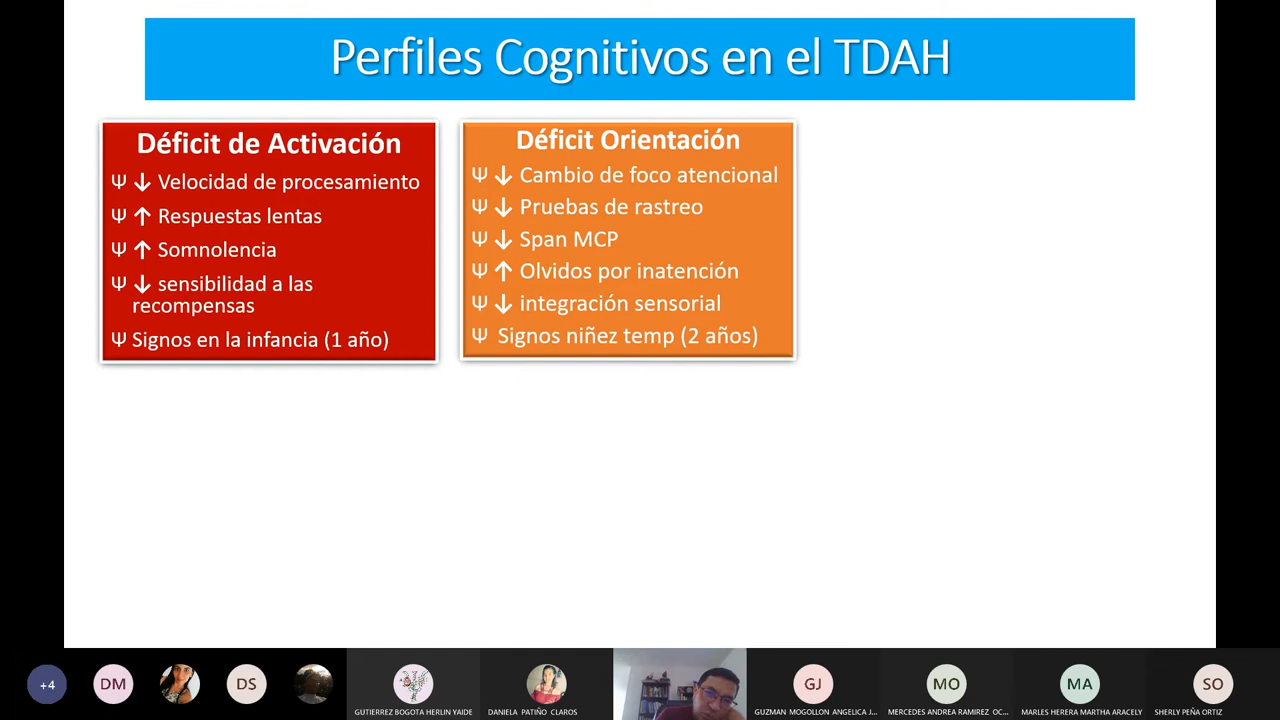 Perfiles Cognitivos en el TDAH
Déficit de Activación
Ψ ↓ Velocidad de procesamiento
Ψ ↑ Respuestas lentas
Ψ ↑ Somnolencia
Ψ ↓ sensibilidad a las
recompensas
Ψ Signos en la infancia (1 año)
Déficit Orientación
Ψ ↓ Cambio de foco atencional
Ψ ↓ Pruebas de rastreo
Ψ ↓ Span MCP
Ψ ↑ Olvidos por inatención
Ψ ↓ integración sensorial
Ψ Signos niñez temp (2 años)
+4
DM
DS
GUTIERREZ BOGOTA HERLIN YAIDE
DANIELA PATIÑO CLAROS
GJ
GUZMAN MOGOLLON ANGELICA J...
MO
MERCEDES ANDREA RAMIREZ OC...
MA
MARLES HERERA MARTHA ARACELY
SO
SHERLY PEÑA ORTIZ